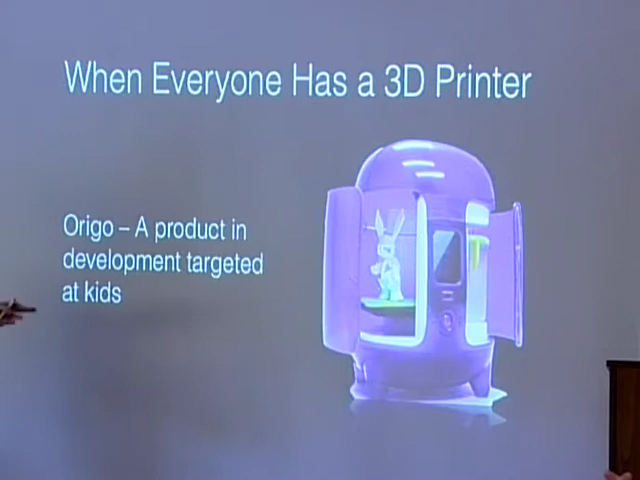 When Everyone Has a 3D Printer
Origo – A product in
development targeted
at kids